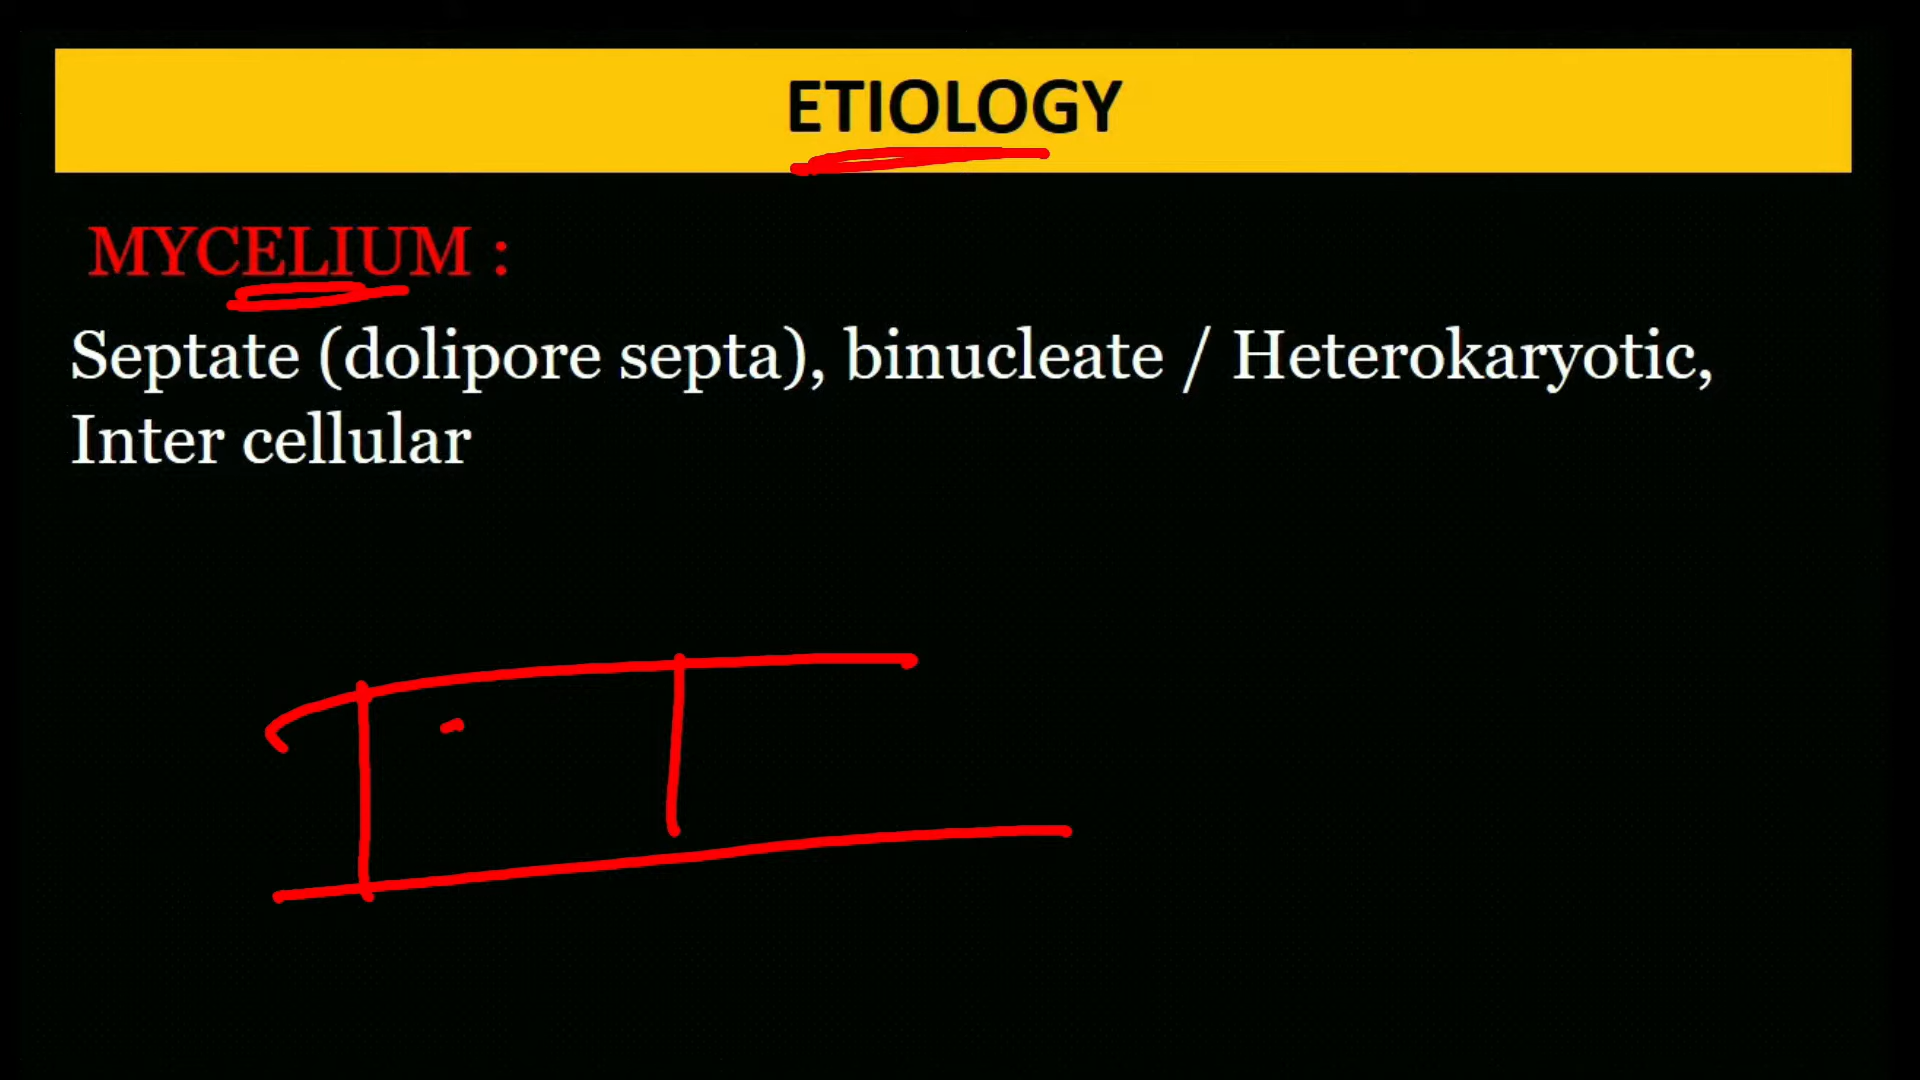 ETIOLOGY
MYCELIUM :
Septate (dolipore septa), binucleate / Heterokaryotic,
Inter cellular